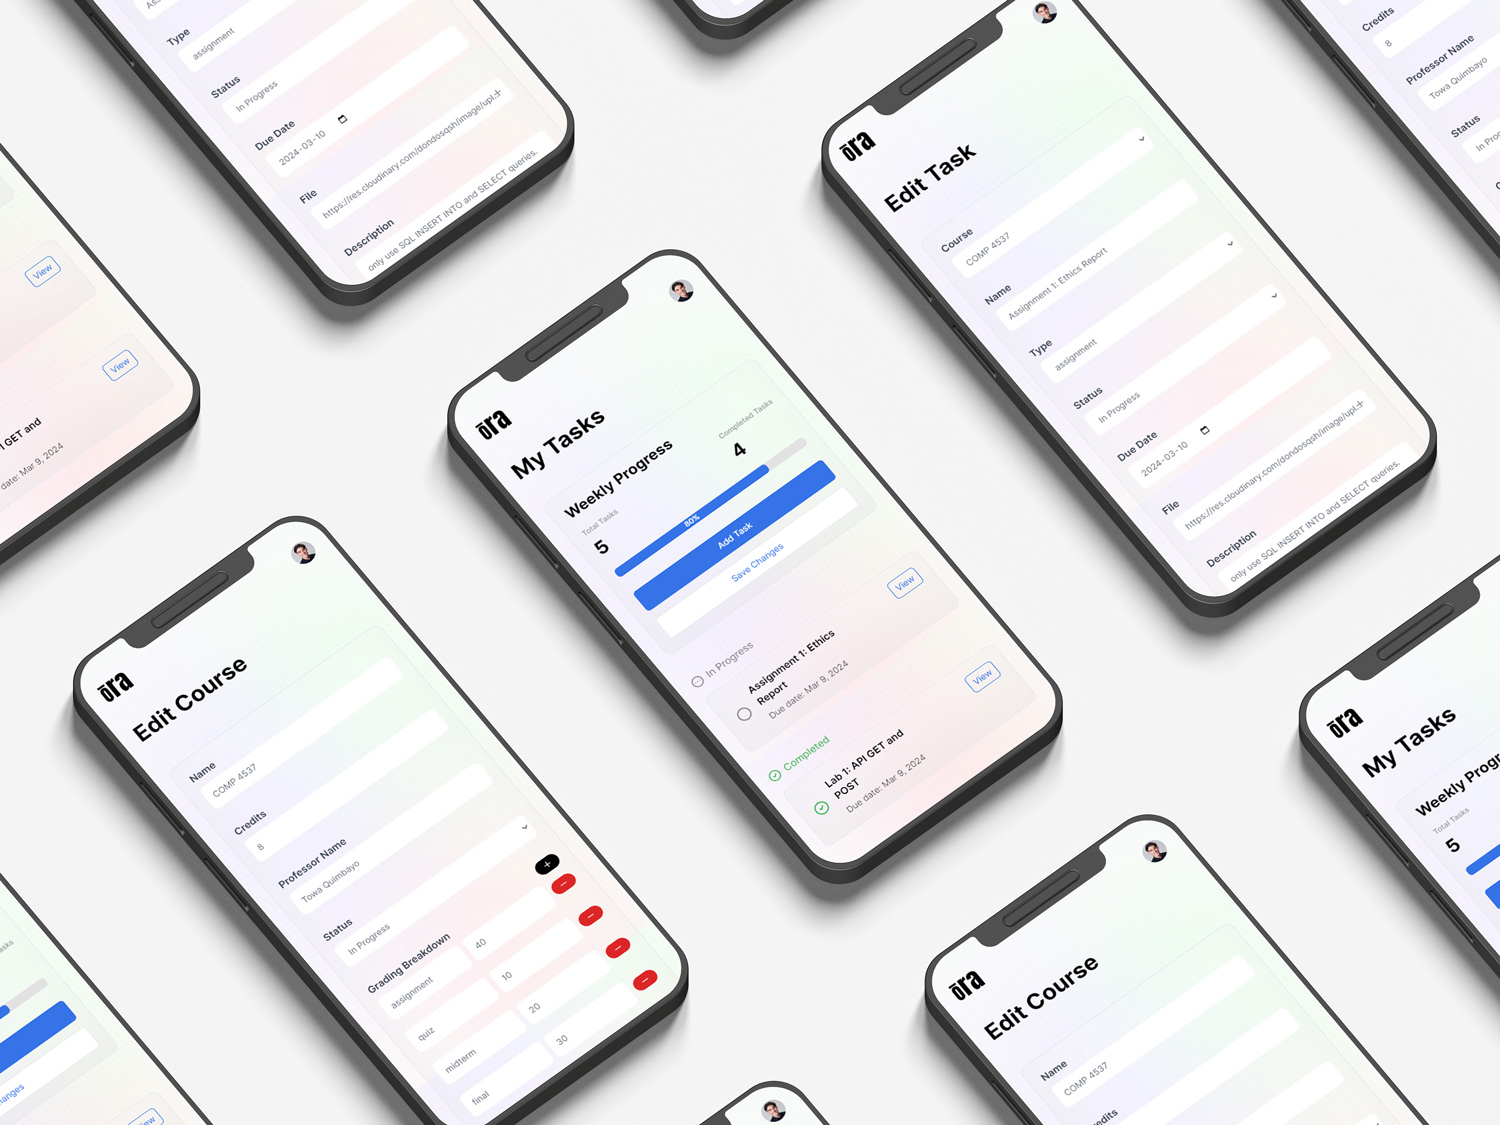 As
Type
assignment
Status
In Progress
Due Date
2024-03-10
File
https://res.cloudinary.com/dondosqsh/image/upl
Description
only use SQL INSERT INTO and SELECT queries.
Credits
8
Professor Name
Towa Quimbayo
Status
In Pro
View
View
I GET and
date: Mar 9, 2024
ōra
Edit Task
Course
COMP 4537
Name
Assignment 1: Ethics Report
Type
assignment
Status
In Progress
Due Date
2024-03-10
File
https://res.cloudinary.com/dondosqsh/image/upl
Description
only use SQL INSERT INTO and SELECT queries.
ōra
My Tasks
Weekly Progress
Total Tasks
5
Completed Tasks
4
80%
Add Task
Save Changes
In Progress
Assignment 1: Ethics
Report
Due date: Mar 9, 2024
View
Completed
Lab 1: API GET and
POST
Due date: Mar 9, 2024
View
ōra
Edit Course
Name
COMP 4537
Credits
8
Professor Name
Towa Quimbayo
Status
In Progress
Grading Breakdown
assignment
40
quiz
10
midterm
20
final
30
ōra
My Tasks
Weekly Progr
Total Tasks
5
ōra
Edit Course
Name
COMP 4537
edits
Tasks
anges
View